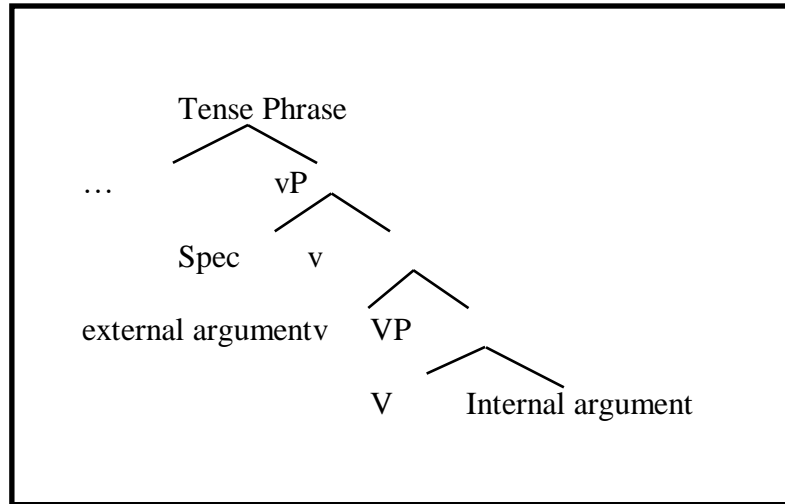 Tense Phrase
… vP
Spec v
external argumentv VP
V Internal argument